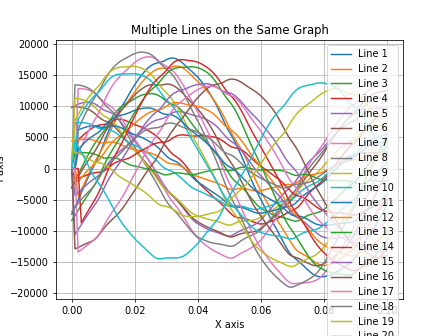 Multiple Lines on the Same Graph
20000
15000
10000
5000
0
−5000
−10000
−15000
−20000
0.00
0.02
0.04
0.06
X axis
Line 1
Line 2
Line 3
Line 4
Line 5
Line 6
Line 7
Line 8
Line 9
Line 10
Line 11
Line 12
Line 13
Line 14
Line 15
Line 16
Line 17
Line 18
Line 19
Line 20